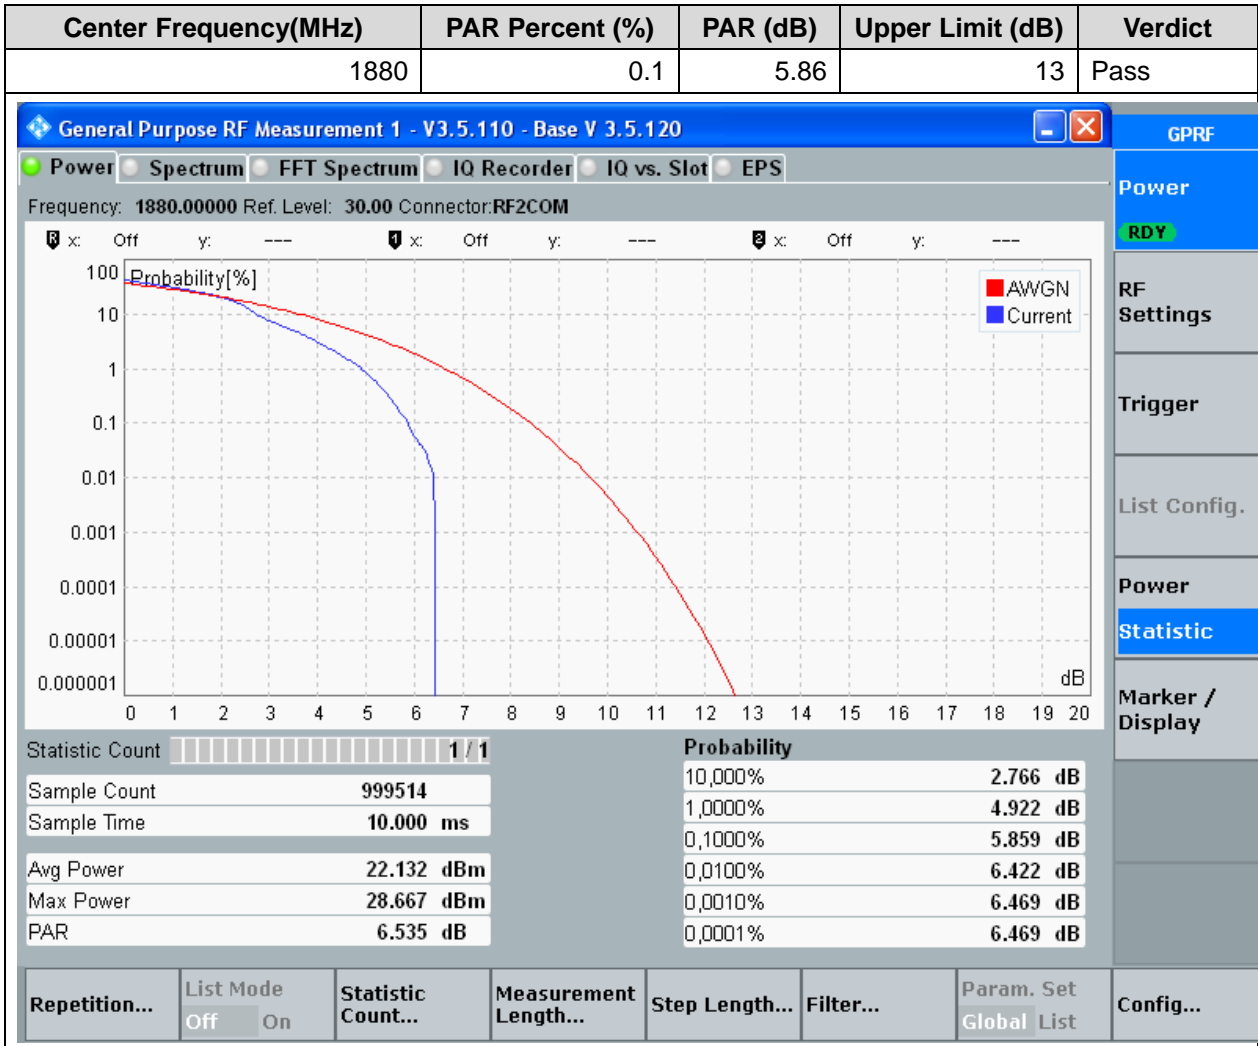 Center Frequency(MHz) PAR Percent (%) PAR (dB) Upper Limit (dB) Verdict
1880 0.1 5.86 13 Pass
General Purpose RF Measurement 1 - V3.5.110 - Base V 3.5.120
GPRF
Power Spectrum FFT Spectrum IQ Recorder IQ vs. Slot EPS
Power
RDY
Frequency: 1880.00000 Ref. Level: 30.00 Connector:RF2COM
R x: Off y: --- 1 x: Off y: --- 2 x: Off y: ---
Probability[%]
100
10
1
0.1
0.01
0.001
0.0001
0.00001
0.000001
AWGN
Current
dB
0 1 2 3 4 5 6 7 8 9 10 11 12 13 14 15 16 17 18 19 20
RF
Settings
Trigger
List Config.
Power
Statistic
Marker /
Display
Statistic Count 1 / 1
Sample Count 999514
Sample Time 10.000 ms
Avg Power 22.132 dBm
Max Power 28.667 dBm
PAR 6.535 dB
Probability
10,000% 2.766 dB
1,0000% 4.922 dB
0,1000% 5.859 dB
0,0100% 6.422 dB
0,0010% 6.469 dB
0,0001% 6.469 dB
Repetition...
List Mode
Off On
Statistic
Count...
Measurement
Length...
Step Length...
Filter...
Param. Set
Global List
Config...